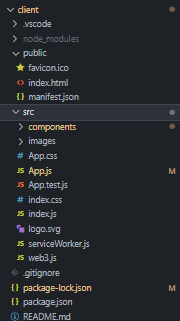 client
.vscode
node_modules
public
favicon.ico
index.html
manifest.json
src
components
images
App.css
App.js M
App.test.js
index.css
index.js
logo.svg
serviceWorker.js
web3.js
.gitignore
package-lock.json M
package.json
README.md